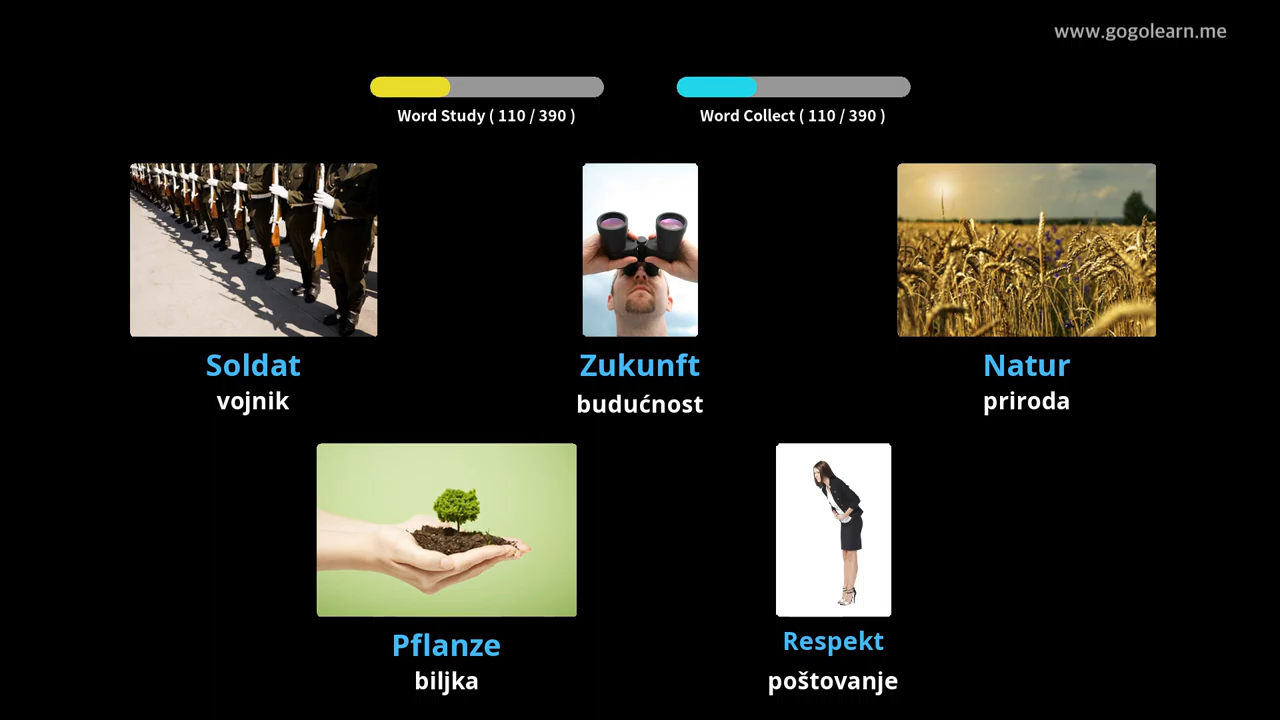 www.gogolearn.me
Word Study ( 110 / 390 )
Word Collect ( 110 / 390 )
Soldat
vojnik
Zukunft
budućnost
Natur
priroda
Pflanze
biljka
Respekt
poštovanje